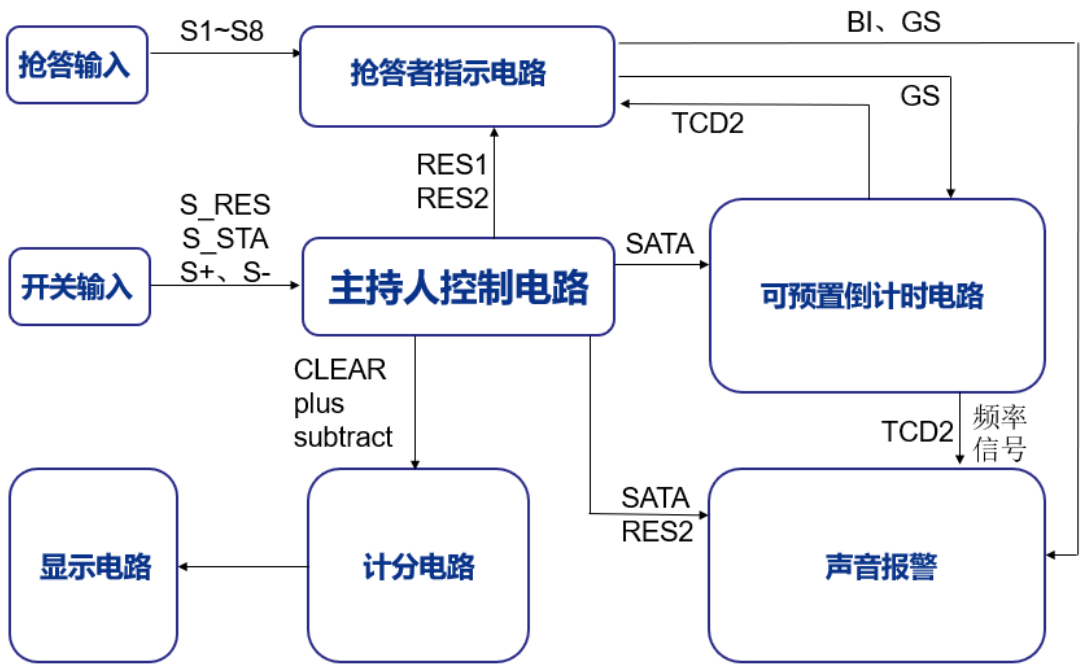 S1~S8
BI、GS
抢答输入
抢答者指示电路
GS
TCD2
RES1
RES2
S_RES
S_STA
S+、S-
SATA
开关输入
主持人控制电路
可预置倒计时电路
CLEAR
plus
subtract
TCD2
频率
信号
SATA
RES2
显示电路
计分电路
声音报警